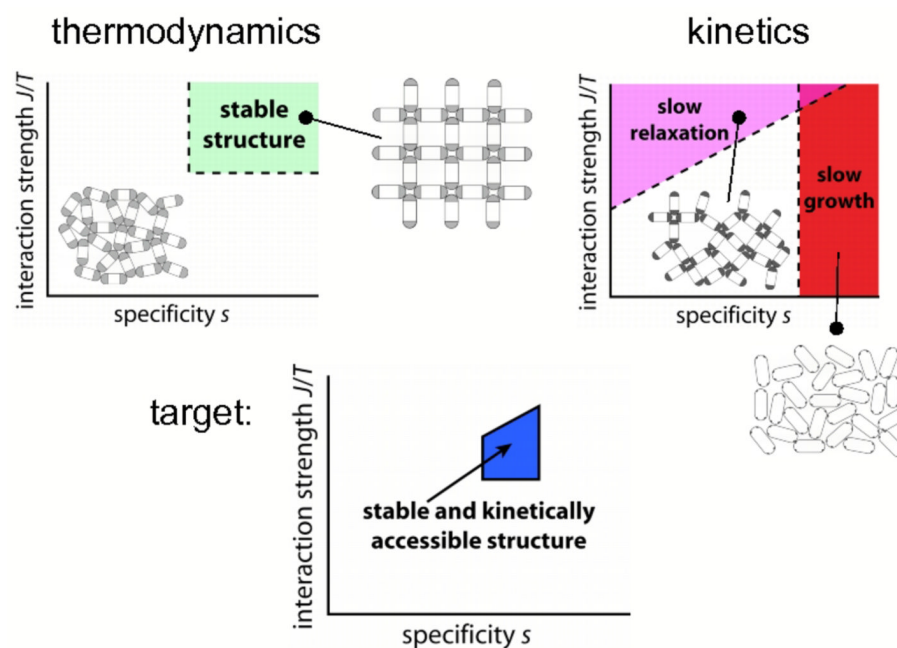 thermodynamics
interaction strength J/T
stable
structure
specificity s
kinetics
interaction strength J/T
slow
relaxation
slow
growth
specificity s
target:
interaction strength J/T
stable and kinetically
accessible structure
specificity s